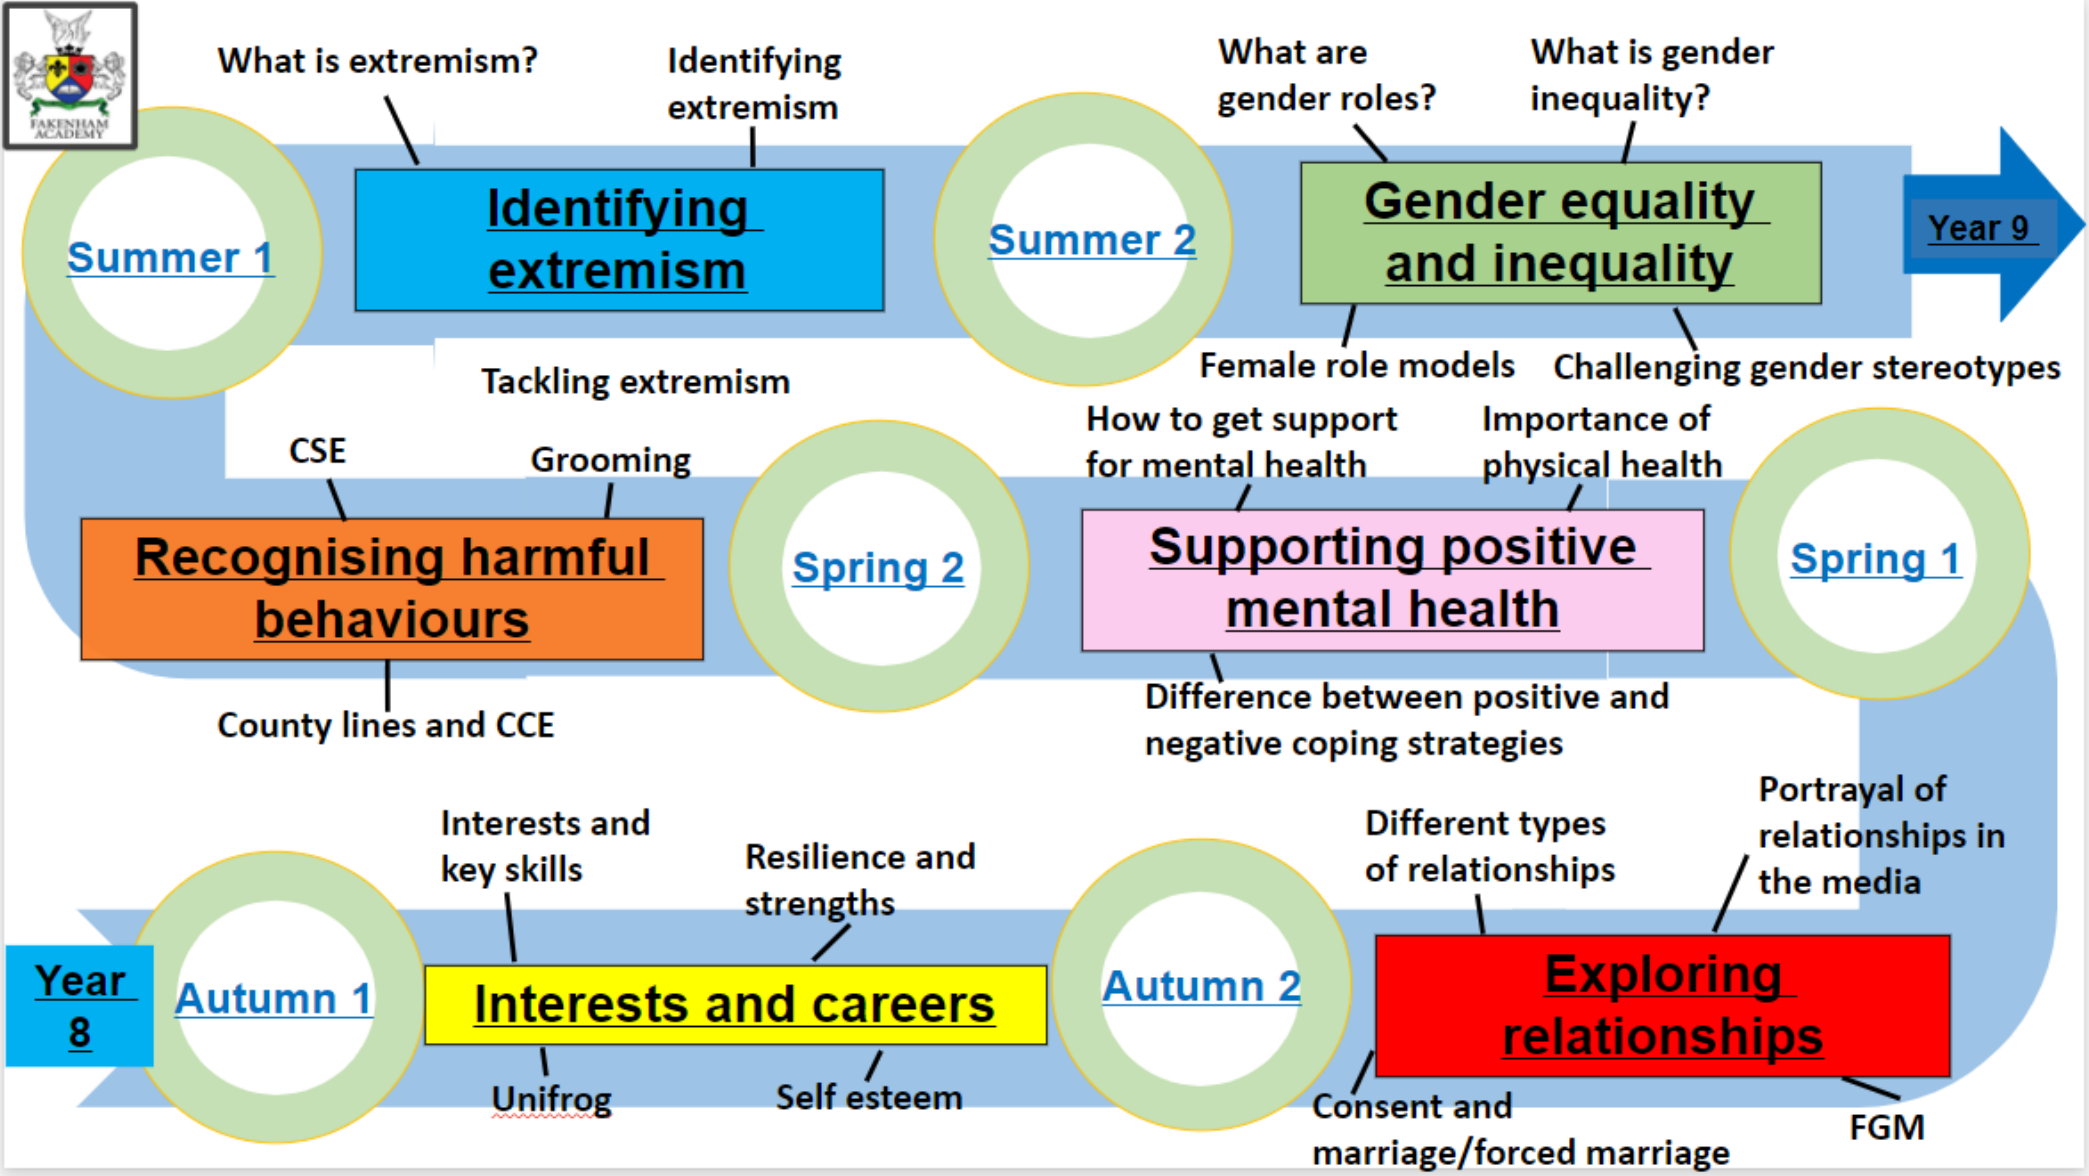 FAKENHAM
ACADEMY
What is extremism?
Identifying
extremism
What are
gender roles?
What is gender
inequality?
Summer 1
Identifying
extremism
Summer 2
Gender equality
and inequality
Year 9
Tackling extremism
Female role models
Challenging gender stereotypes
CSE
Grooming
How to get support
for mental health
Importance of
physical health
Recognising harmful
behaviours
Spring 2
Supporting positive
mental health
Spring 1
County lines and CCE
Difference between positive and
negative coping strategies
Interests and
key skills
Resilience and
strengths
Different types
of relationships
Portrayal of
relationships in
the media
Year
8
Autumn 1
Interests and careers
Autumn 2
Exploring
relationships
Unifrog
Self esteem
Consent and
marriage/forced marriage
FGM